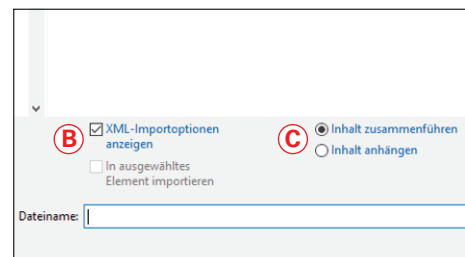 B
XML-Importoptionen
anzeigen
In ausgewähltes
Element importieren
C
Inhalt zusammenführen
Inhalt anhängen
Dateiname: